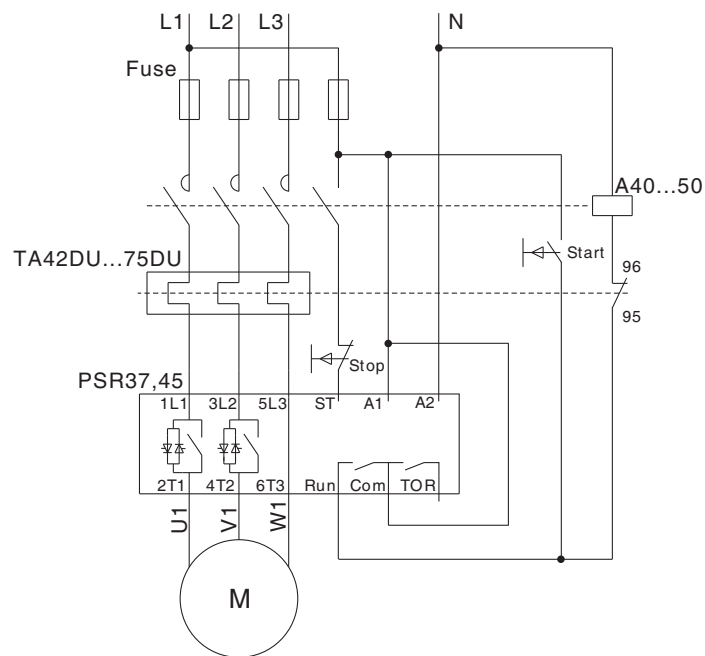 L1 L2 L3 N
Fuse
A40...50
Start
TA42DU...75DU
96
95
Stop
PSR37,45
1L1 3L2 5L3 ST A1 A2
2T1 4T2 6T3 Run Com TOR
U1 V1 W1
M